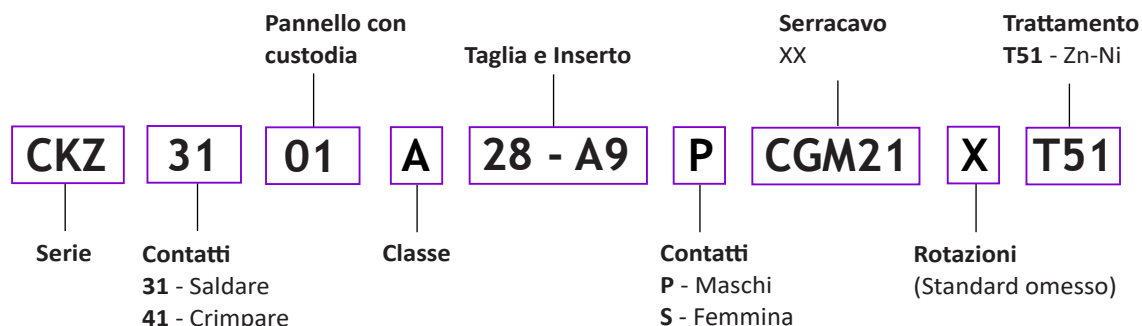 Pannello con
custodia
Taglia e Inserto
Serracavo
XX
Trattamento
T51 - Zn-Ni
CKZ 31 01 A 28 - A9 P CGM21 X T51
Serie
Contatti
31 - Saldare
41 - Crimpare
Classe
Contatti
P - Maschi
S - Femmina
Rotazioni
(Standard omesso)